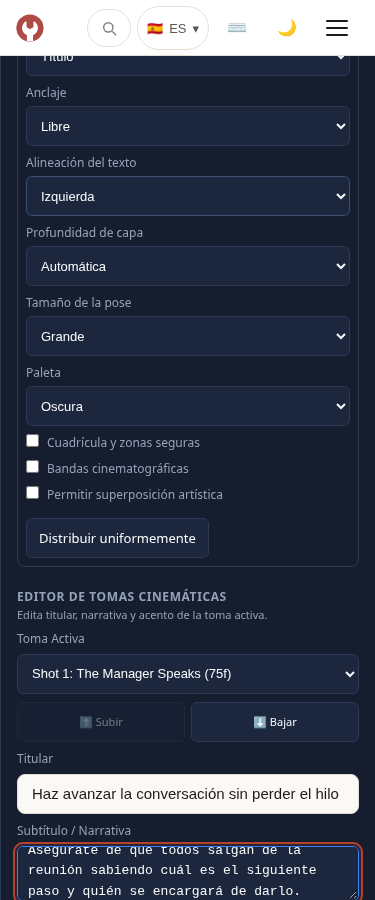 ES ▾
Título
Anclaje
Libre
Alineación del texto
Izquierda
Profundidad de capa
Automática
Tamaño de la pose
Grande
Paleta
Oscura
Cuadrícula y zonas seguras
Bandas cinematográficas
Permitir superposición artística
Distribuir uniformemente
EDITOR DE TOMAS CINEMÁTICAS
Edita titular, narrativa y acento de la toma activa.
Toma Activa
Shot 1: The Manager Speaks (75f)
⬆️ Subir
⬇️ Bajar
Titular
Haz avanzar la conversación sin perder el hilo
Subtítulo / Narrativa
Asegúrate de que todos salgan de la
reunión sabiendo cuál es el siguiente
paso y quién se encargará de darlo.